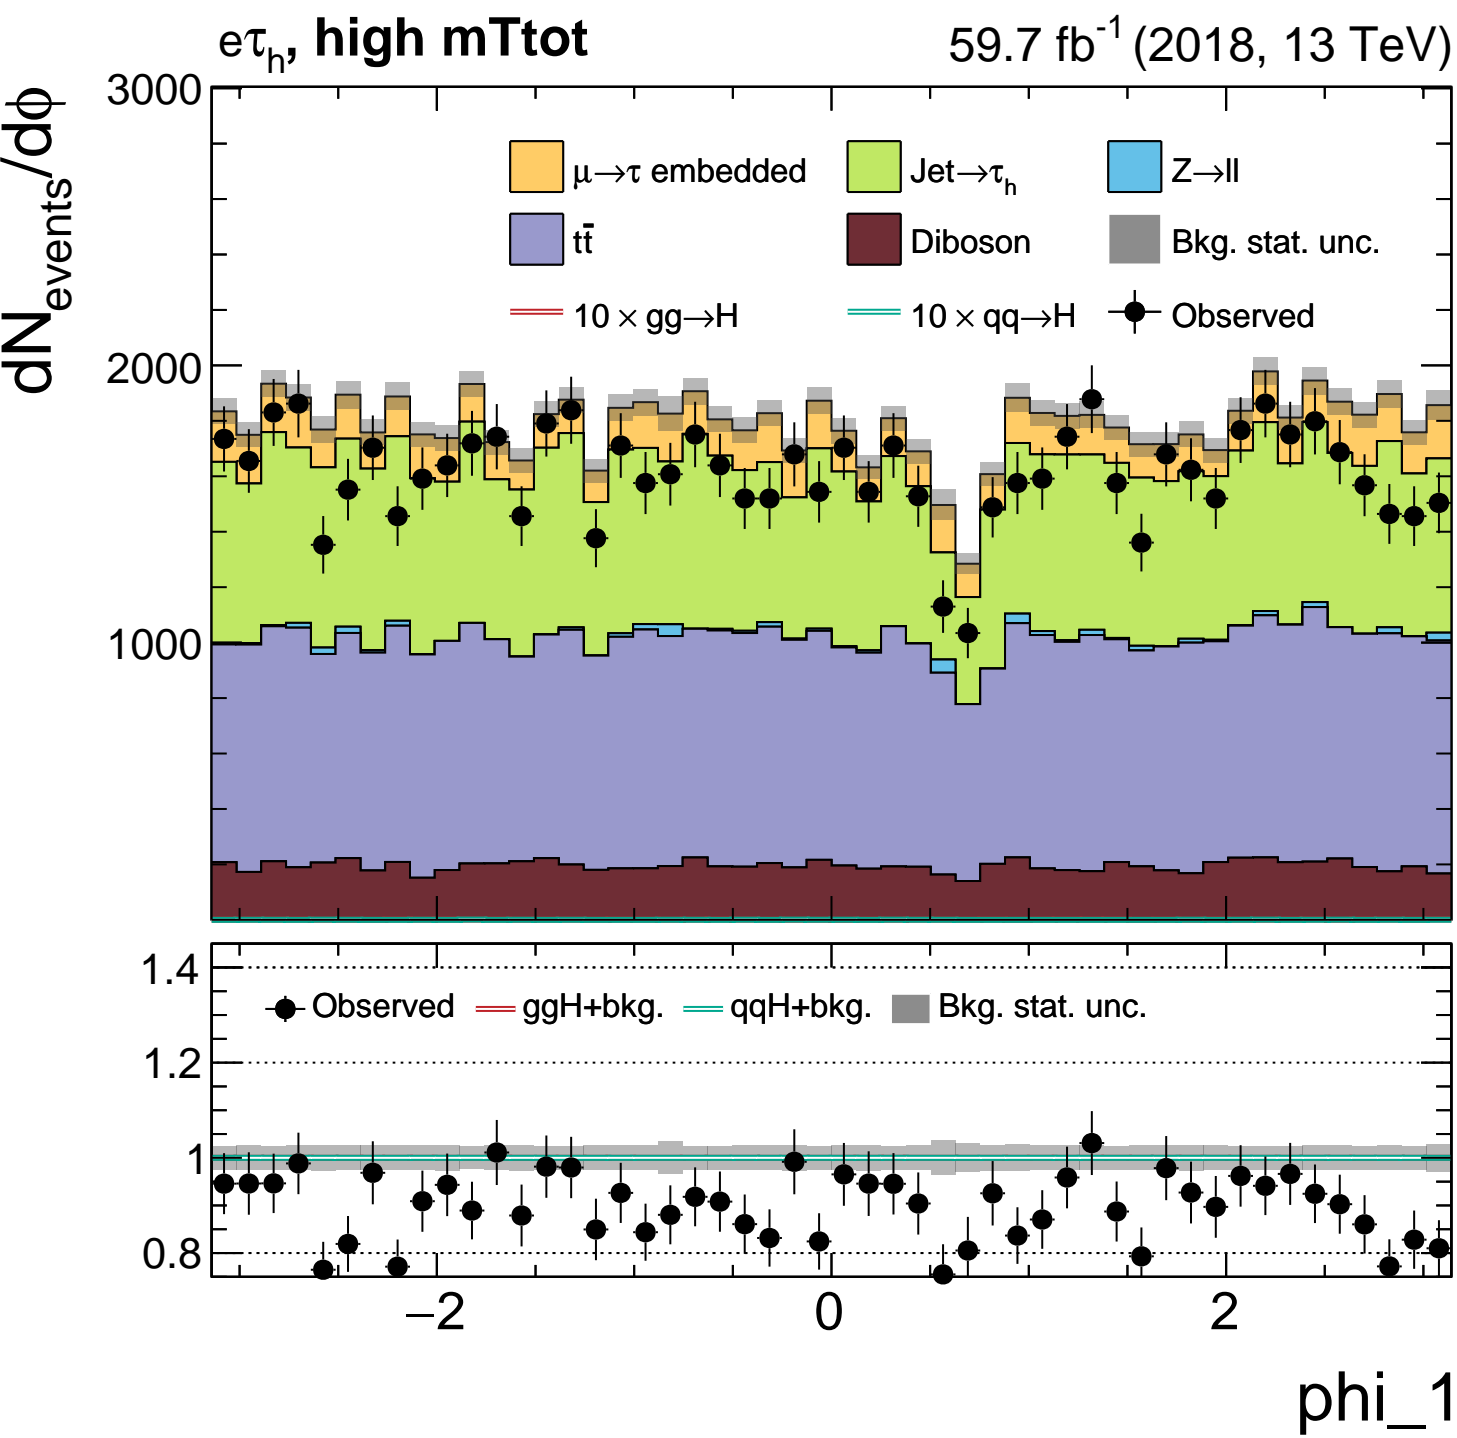 eτh, high mTtot
59.7 fb-1 (2018, 13 TeV)
dNevents/dϕ
3000
2000
1000
μ→τ embedded
Jet→τh
Z→ll
tt̄
Diboson
Bkg. stat. unc.
10 × gg→H
10 × qq→H
Observed
1.4
1.2
1
0.8
Observed
ggH+bkg.
qqH+bkg.
Bkg. stat. unc.
−2
0
2
phi_1